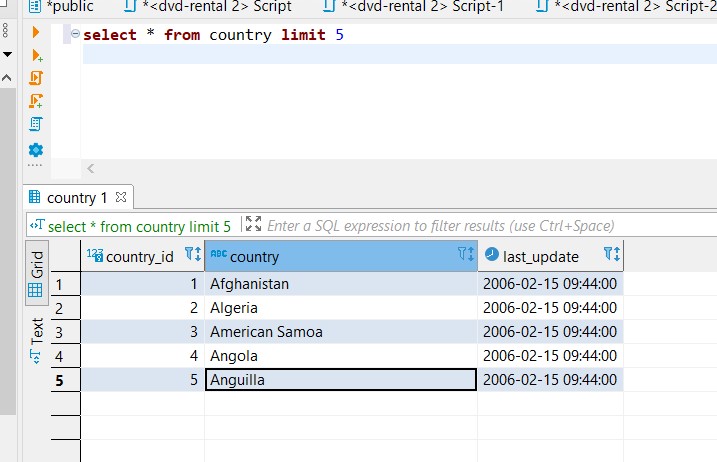 *public *<dvd-rental 2> Script *<dvd-rental 2> Script-1 *<dvd-rental 2> Script-2
select * from country limit 5
country 1
select * from country limit 5 Enter a SQL expression to filter results (use Ctrl+Space)
Grid
Text
123 country_id ABC country last_update
1 1 Afghanistan 2006-02-15 09:44:00
2 2 Algeria 2006-02-15 09:44:00
3 3 American Samoa 2006-02-15 09:44:00
4 4 Angola 2006-02-15 09:44:00
5 5 Anguilla 2006-02-15 09:44:00